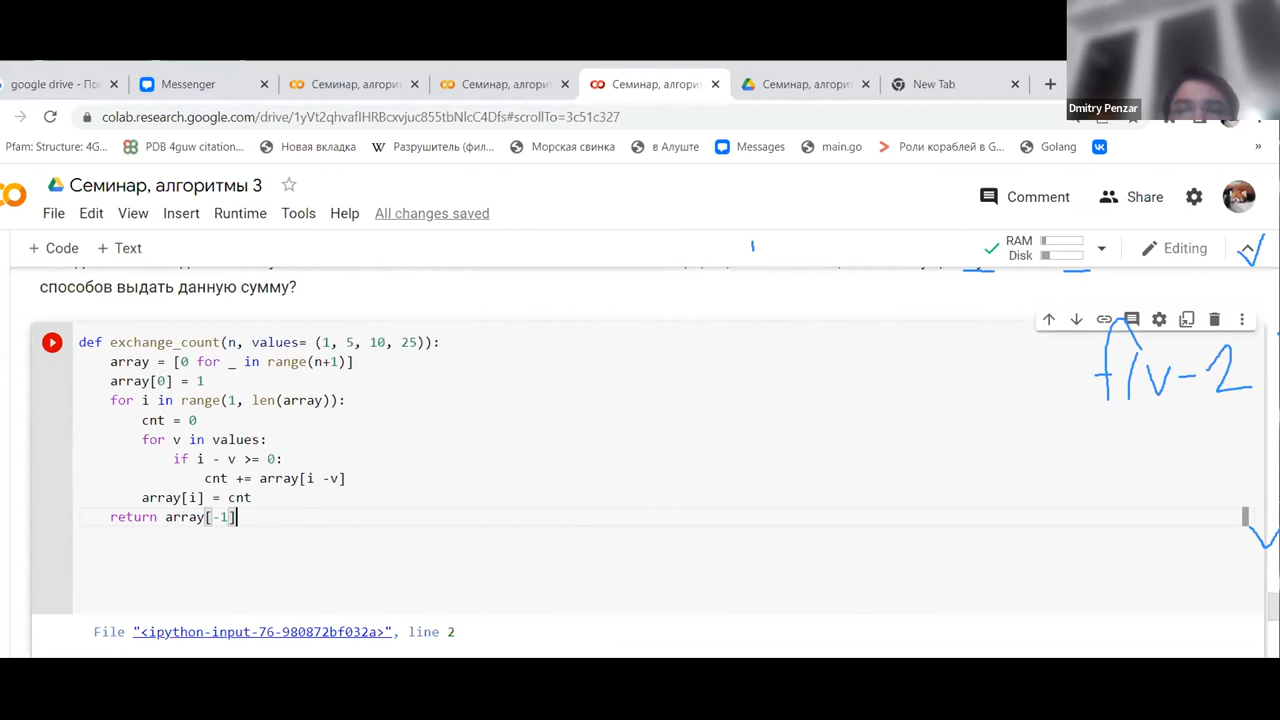 Dmitry Penzar
google drive - По
Messenger
Семинар, алгорит
Семинар, алгорит
Семинар, алгорит
Семинар, алгорит
New Tab
colab.research.google.com/drive/1yVt2qhvafIHRBcxvjuc855tbNlcC4Dfs#scrollTo=3c51c327
Pfam: Structure: 4G...
PDB 4guw citation...
Новая вкладка
Разрушитель (фил...
Морская свинка
в Алуште
Messages
main.go
Роли кораблей в G...
Golang
»
Семинар, алгоритмы 3
Comment
Share
File Edit View Insert Runtime Tools Help All changes saved
+ Code + Text
RAM
Disk
Editing
способов выдать данную сумму?
def exchange_count(n, values= (1, 5, 10, 25)):
array = [0 for _ in range(n+1)]
array[0] = 1
for i in range(1, len(array)):
cnt = 0
for v in values:
if i - v >= 0:
cnt += array[i -v]
array[i] = cnt
return array[-1]
File "<ipython-input-76-980872bf032a>", line 2